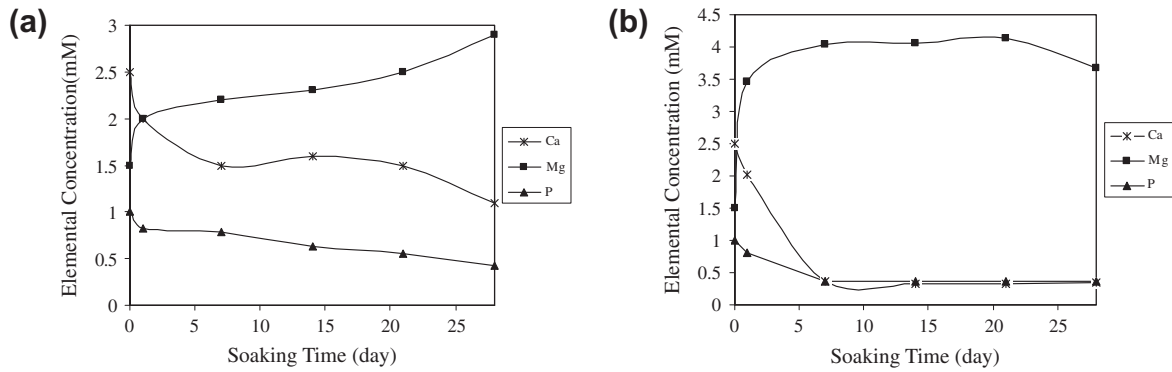 (a)
Elemental Concentration(mM)
3
2.5
2
1.5
1
0.5
0
0 5 10 15 20 25
Soaking Time (day)
Ca
Mg
P
(b)
Elemental Concentration (mM)
4.5
4
3.5
3
2.5
2
1.5
1
0.5
0
0 5 10 15 20 25
Soaking Time (day)
Ca
Mg
P